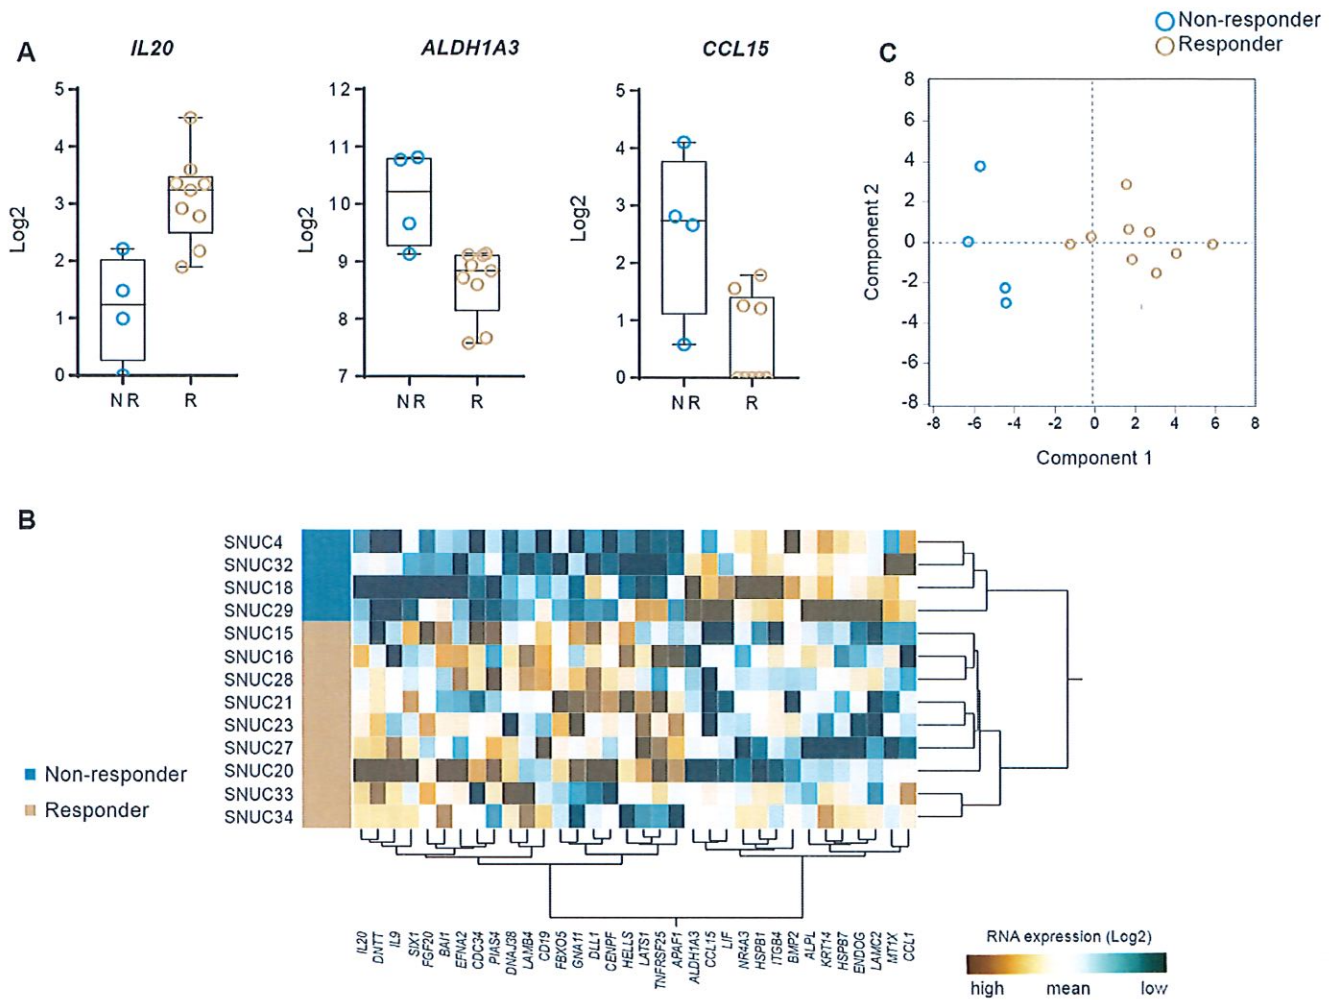 Non-responder
Responder
A
IL20
ALDH1A3
CCL15
C
5
4
3
2
1
0
Log2
NR
R
12
11
10
9
8
7
Log2
NR
R
5
4
3
2
1
0
Log2
NR
R
8
6
4
2
0
-2
-4
-6
-8
Component 2
-8
-6
-4
-2
0
2
4
6
8
Component 1
B
SNUC4
SNUC32
SNUC18
SNUC29
SNUC15
SNUC16
SNUC28
SNUC21
SNUC23
SNUC27
SNUC20
SNUC33
SNUC34
Non-responder
Responder
IL20
DNTT
IL9
SIX1
FGF20
BAI1
EFNA2
CDC34
PIAS4
DNAJ38
LAMB4
CD19
FBXO5
GNA11
DLL1
CENPF
HELLS
LATS1
TNFRSF25
APAF1
ALDH1A3
CCL15
LIF
NR4A3
HSPB1
ITGB4
BMP2
ALPL
KRT14
HSPB7
ENDOG
LAMC2
MT1X
CCL1
RNA expression (Log2)
high
mean
low